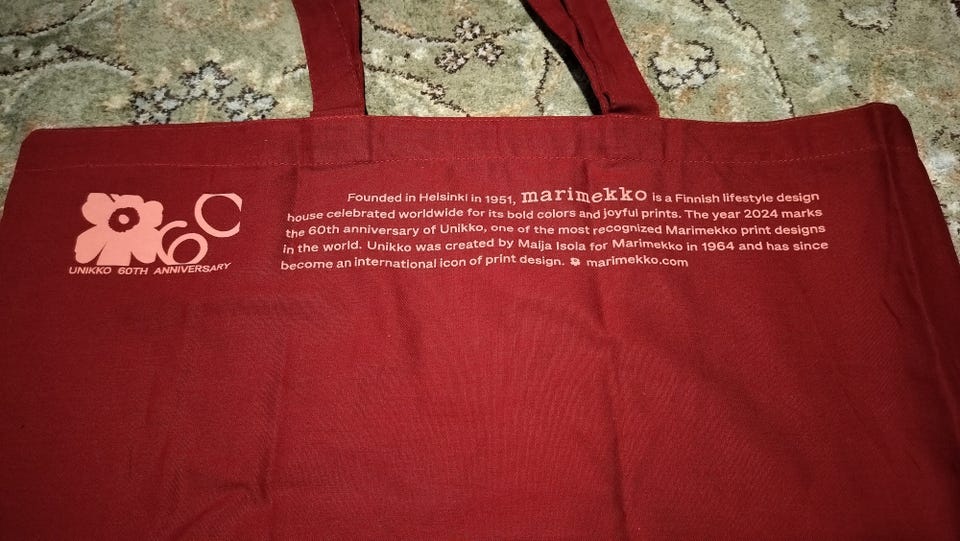 60
UNIKKO 60TH ANNIVERSARY
Founded in Helsinki in 1951, marimekko is a Finnish lifestyle design
house celebrated worldwide for its bold colors and joyful prints. The year 2024 marks
the 60th anniversary of Unikko, one of the most recognized Marimekko print designs
in the world. Unikko was created by Maija Isola for Marimekko in 1964 and has since
become an international icon of print design. marimekko.com